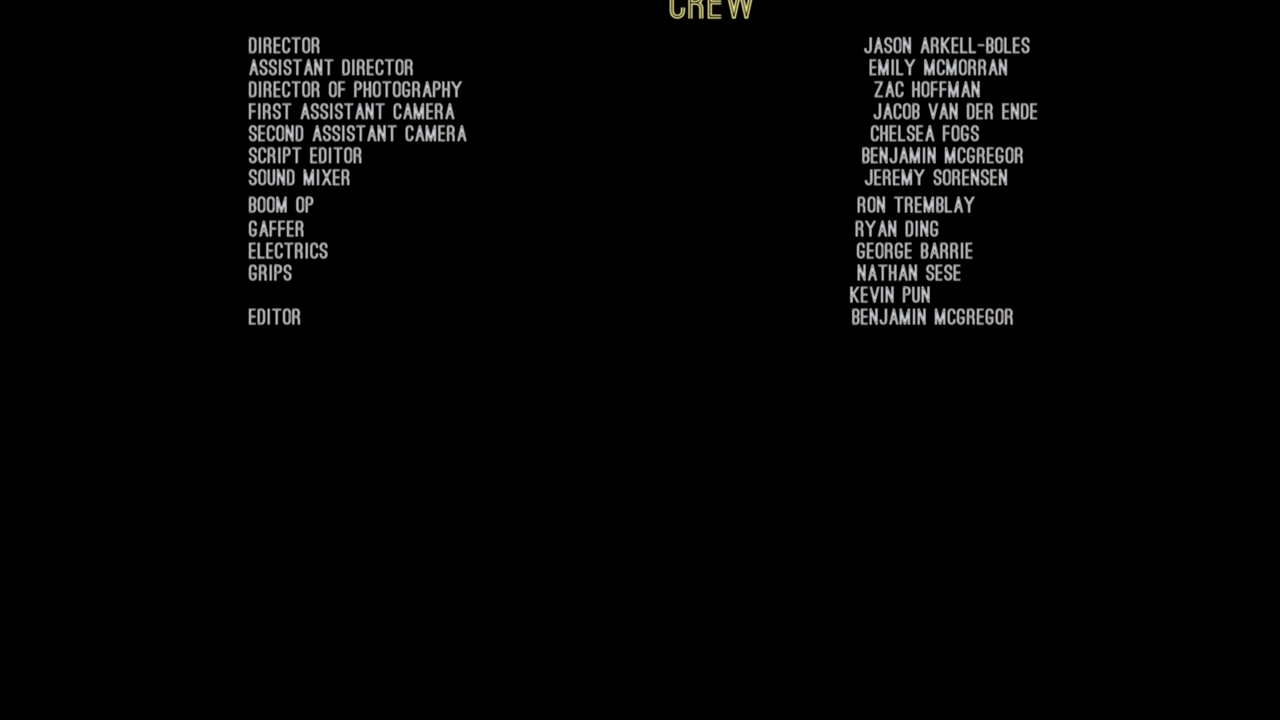 CREW
DIRECTOR JASON ARKELL-BOLES
ASSISTANT DIRECTOR EMILY MCMORRAN
DIRECTOR OF PHOTOGRAPHY ZAC HOFFMAN
FIRST ASSISTANT CAMERA JACOB VAN DER ENDE
SECOND ASSISTANT CAMERA CHELSEA FOGS
SCRIPT EDITOR BENJAMIN MCGREGOR
SOUND MIXER JEREMY SORENSEN
BOOM OP RON TREMBLAY
GAFFER RYAN DING
ELECTRICS GEORGE BARRIE
GRIPS NATHAN SESE
KEVIN PUN
EDITOR BENJAMIN MCGREGOR